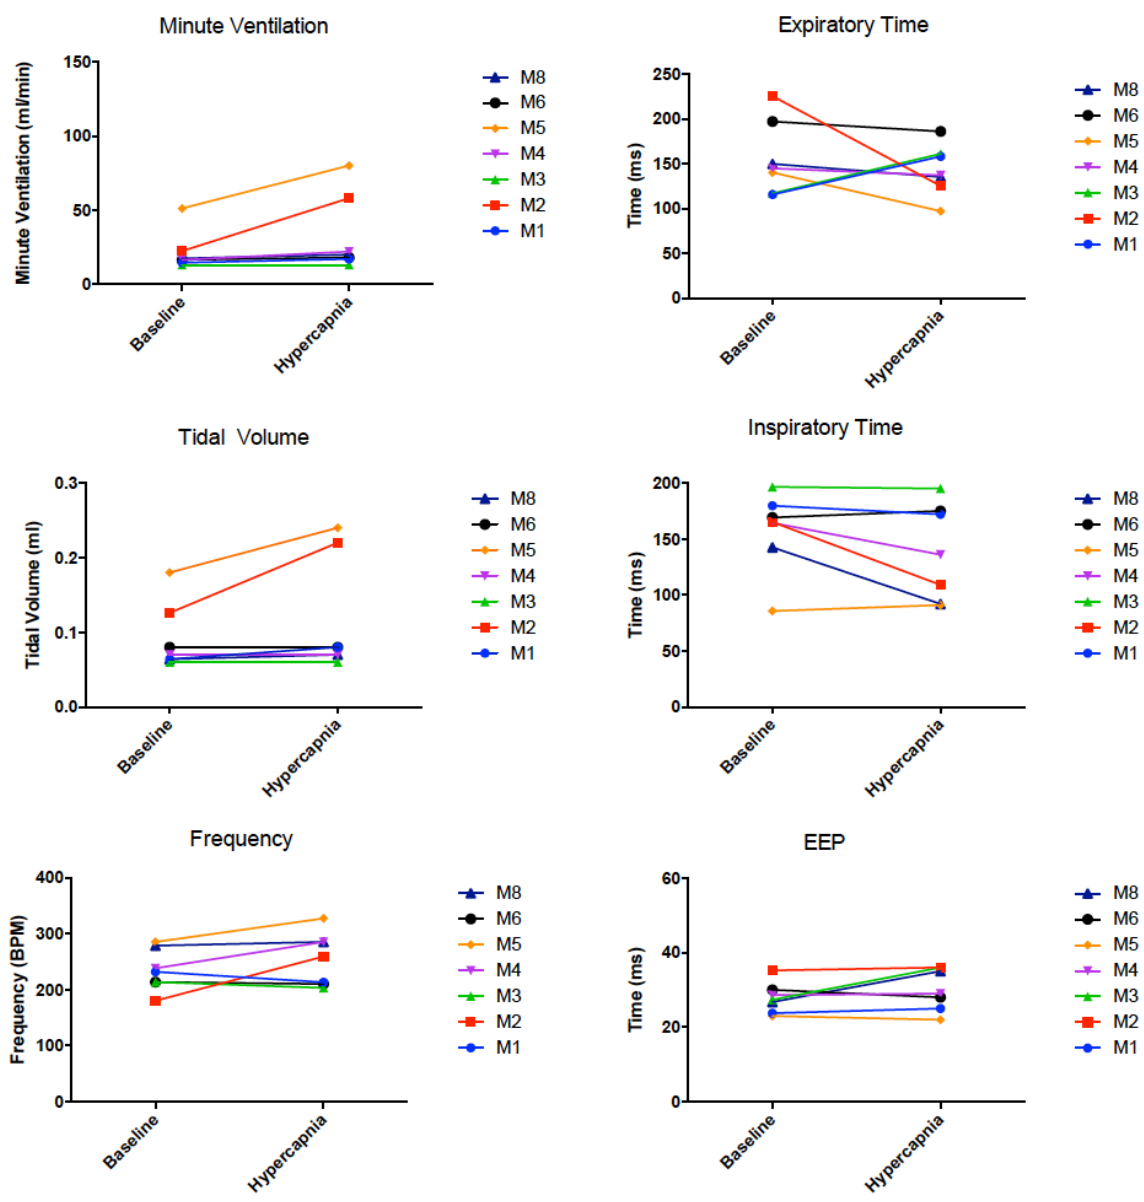 Minute Ventilation
Minute Ventilation (ml/min)
150
100
50
0
Baseline
Hypercapnia
M8
M6
M5
M4
M3
M2
M1
Expiratory Time
Time (ms)
250
200
150
100
50
0
Baseline
Hypercapnia
M8
M6
M5
M4
M3
M2
M1
Tidal Volume
Tidal Volume (ml)
0.3
0.2
0.1
0.0
Baseline
Hypercapnia
M8
M6
M5
M4
M3
M2
M1
Inspiratory Time
Time (ms)
200
150
100
50
0
Baseline
Hypercapnia
M8
M6
M5
M4
M3
M2
M1
Frequency
Frequency (BPM)
400
300
200
100
0
Baseline
Hypercapnia
M8
M6
M5
M4
M3
M2
M1
EEP
Time (ms)
60
40
20
0
Baseline
Hypercapnia
M8
M6
M5
M4
M3
M2
M1